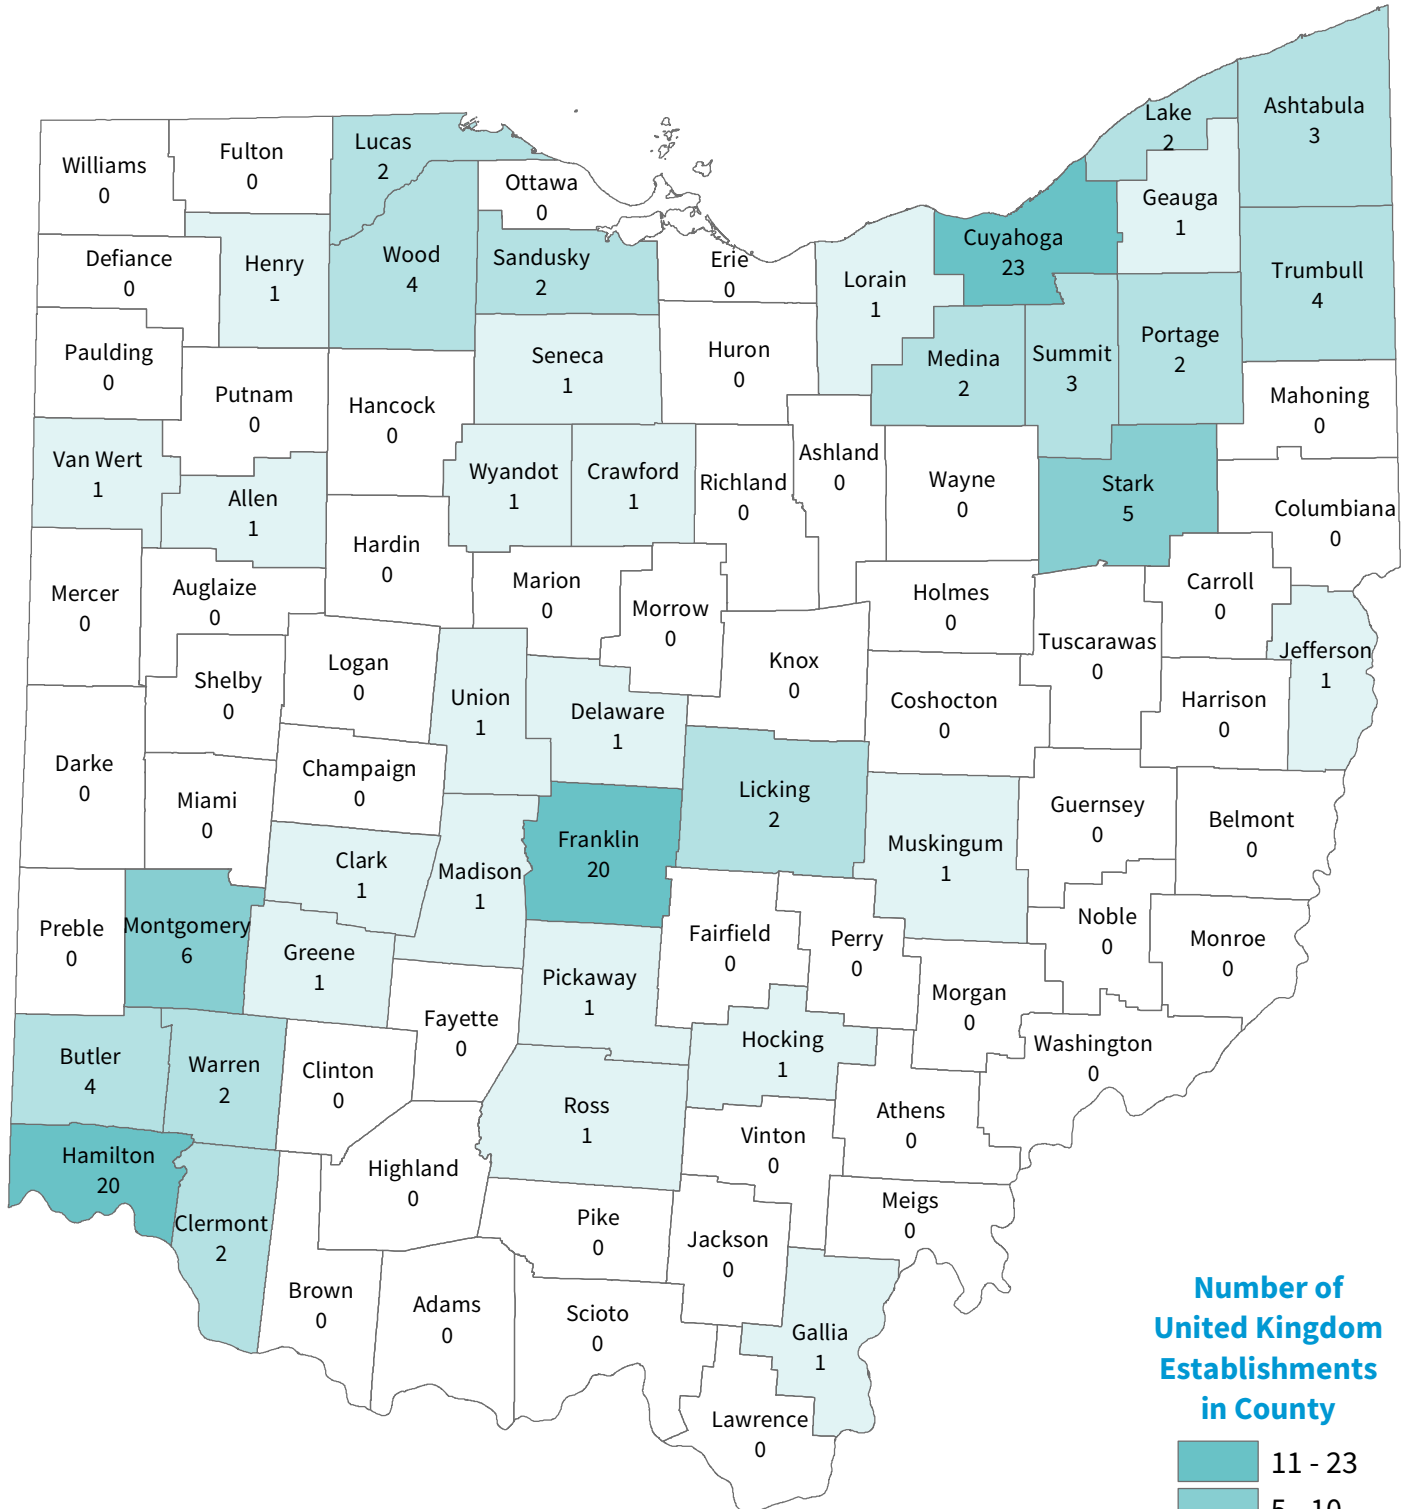 Lake
2
Ashtabula
3
Williams
0
Fulton
0
Lucas
2
Ottawa
0
Geauga
1
Defiance
0
Henry
1
Wood
4
Sandusky
2
Erie
0
Lorain
1
Cuyahoga
23
Trumbull
4
Paulding
0
Putnam
0
Hancock
0
Seneca
1
Huron
0
Medina
2
Summit
3
Portage
2
Mahoning
0
Van Wert
1
Allen
1
Wyandot
1
Crawford
1
Richland
0
Ashland
0
Wayne
0
Stark
5
Columbiana
0
Mercer
0
Auglaize
0
Hardin
0
Marion
0
Morrow
0
Holmes
0
Carroll
0
Tuscarawas
0
Jefferson
1
Shelby
0
Logan
0
Union
1
Delaware
1
Knox
0
Coshocton
0
Harrison
0
Darke
0
Miami
0
Champaign
0
Licking
2
Guernsey
0
Belmont
0
Clark
1
Madison
1
Franklin
20
Muskingum
1
Preble
0
Montgomery
6
Greene
1
Fairfield
0
Perry
0
Noble
0
Monroe
0
Pickaway
1
Morgan
0
Fayette
0
Hocking
1
Washington
0
Butler
4
Warren
2
Clinton
0
Ross
1
Vinton
0
Athens
0
Hamilton
20
Highland
0
Clermont
2
Pike
0
Jackson
0
Meigs
0
Brown
0
Adams
0
Scioto
0
Gallia
1
Lawrence
0
Number of
United Kingdom
Establishments
in County
11 - 23
5 - 10